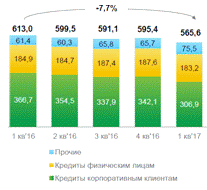 -7,7%
613,0 599,5 591,1 595,4 565,6
61,4 60,3 65,8 65,7 75,5
184,9 184,7 187,4 187,6 183,2
366,7 354,5 337,9 342,1 306,9
1 кв'16 2 кв'16 3 кв'16 4 кв'16 1 кв'17
Прочие
Кредиты физическим лицам
Кредиты корпоративным клиентам